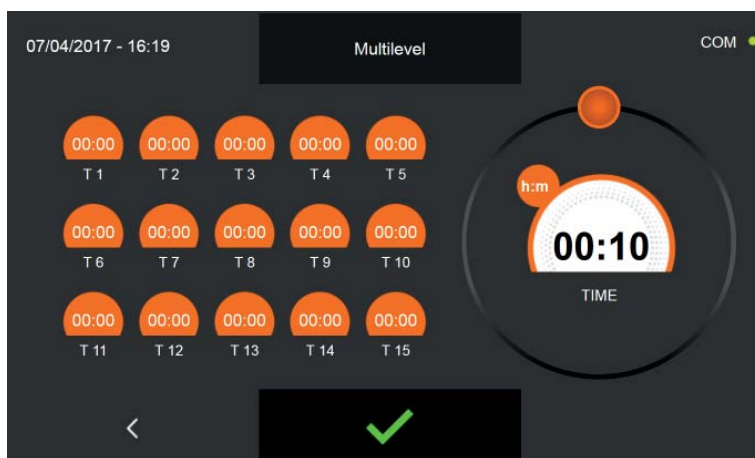 07/04/2017 - 16:19
Multilevel
COM
00:00 00:00 00:00 00:00 00:00
T 1 T 2 T 3 T 4 T 5
h:m
00:10
TIME
00:00 00:00 00:00 00:00 00:00
T 6 T 7 T 8 T 9 T 10
00:00 00:00 00:00 00:00 00:00
T 11 T 12 T 13 T 14 T 15